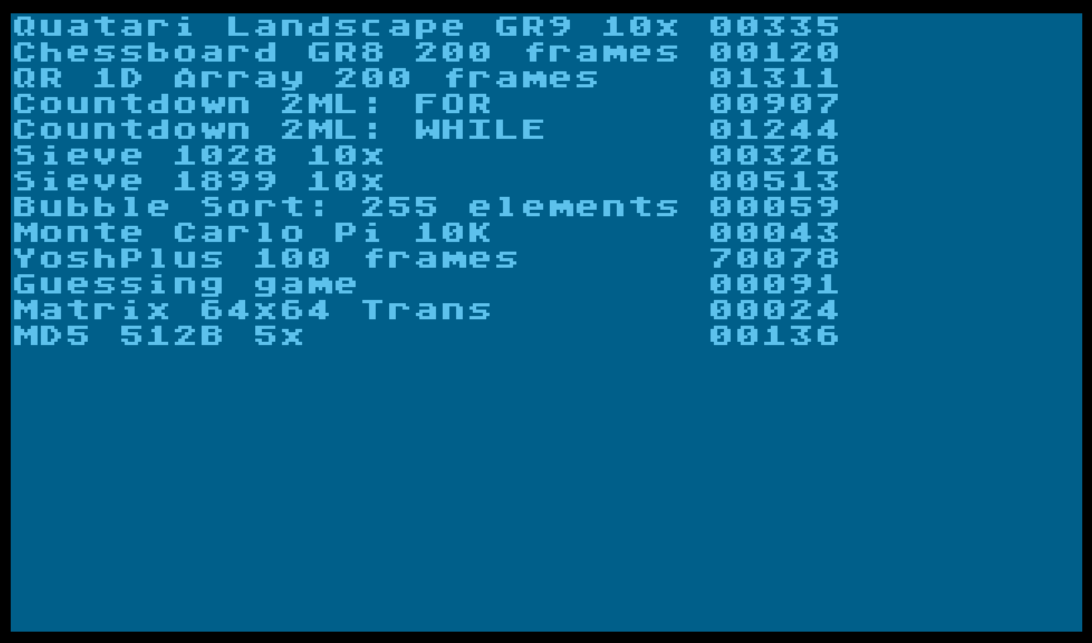 Quatari Landscape GR9 10x 00335
Chessboard GR8 200 frames 00120
QR 1D Array 200 frames 01311
Countdown 2ML: FOR 00907
Countdown 2ML: WHILE 01244
Sieve 1028 10x 00326
Sieve 1899 10x 00513
Bubble Sort: 255 elements 00059
Monte Carlo Pi 10K 00043
YoshPlus 100 frames 70078
Guessing game 00091
Matrix 64x64 Trans 00024
MD5 512B 5x 00136